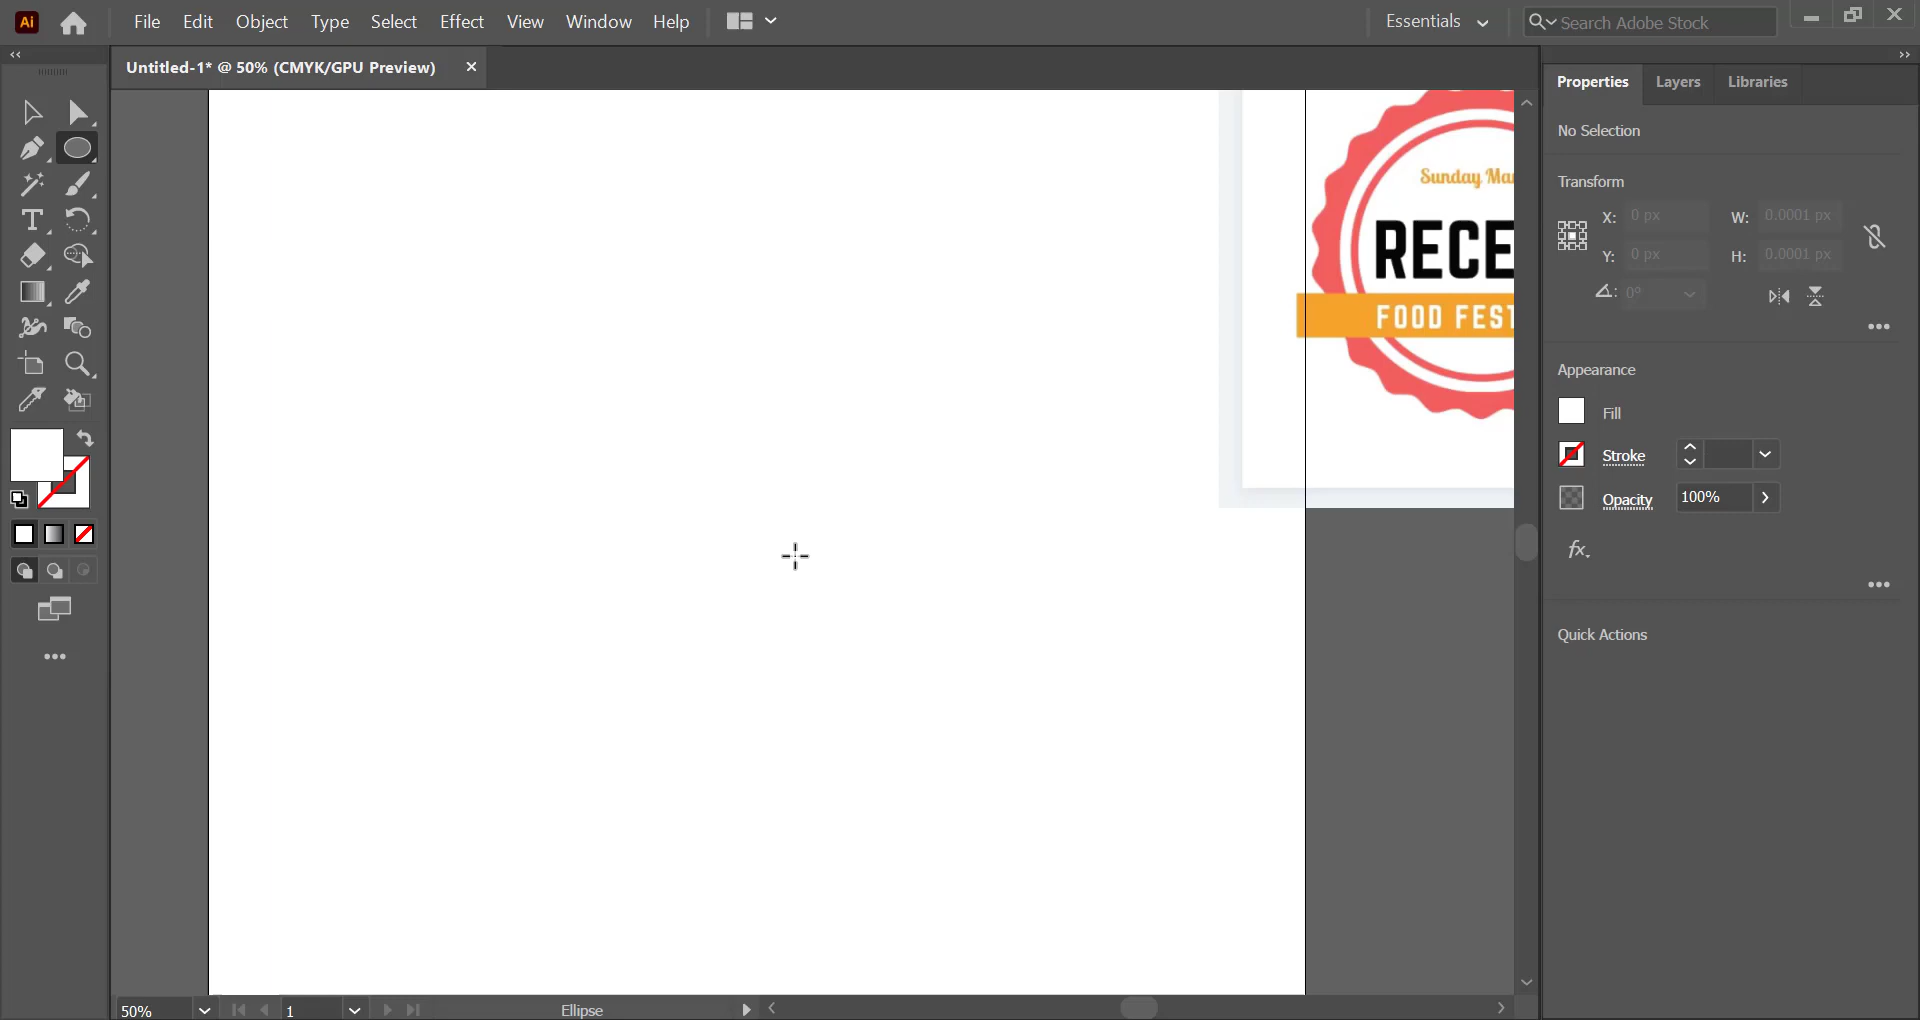 Ai File Edit Object Type Select Effect View Window Help Essentials Search Adobe Stock
Untitled-1* @ 50% (CMYK/GPU Preview)
Properties Layers Libraries
No Selection
Transform
X: 0 px W: 0.0001 px
Y: 0 px H: 0.0001 px
0°
Appearance
Fill
Stroke
Opacity 100%
fx.
Quick Actions
T
Sunday
RECE
FOOD FEST
50% 1 Ellipse